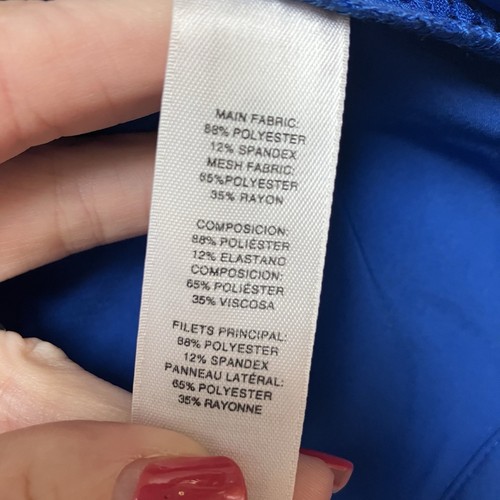 MAIN FABRIC:
88% POLYESTER
12% SPANDEX
MESH FABRIC:
65%POLYESTER
35% RAYON
COMPOSICION:
88% POLIÉSTER
12% ELASTANO
COMPOSICIÓN:
65% POLIÉSTER
35% VISCOSA
FILETS PRINCIPAL:
88% POLYESTER
12% SPANDEX
PANNEAU LATÉRAL:
65% POLYESTER
35% RAYONNE